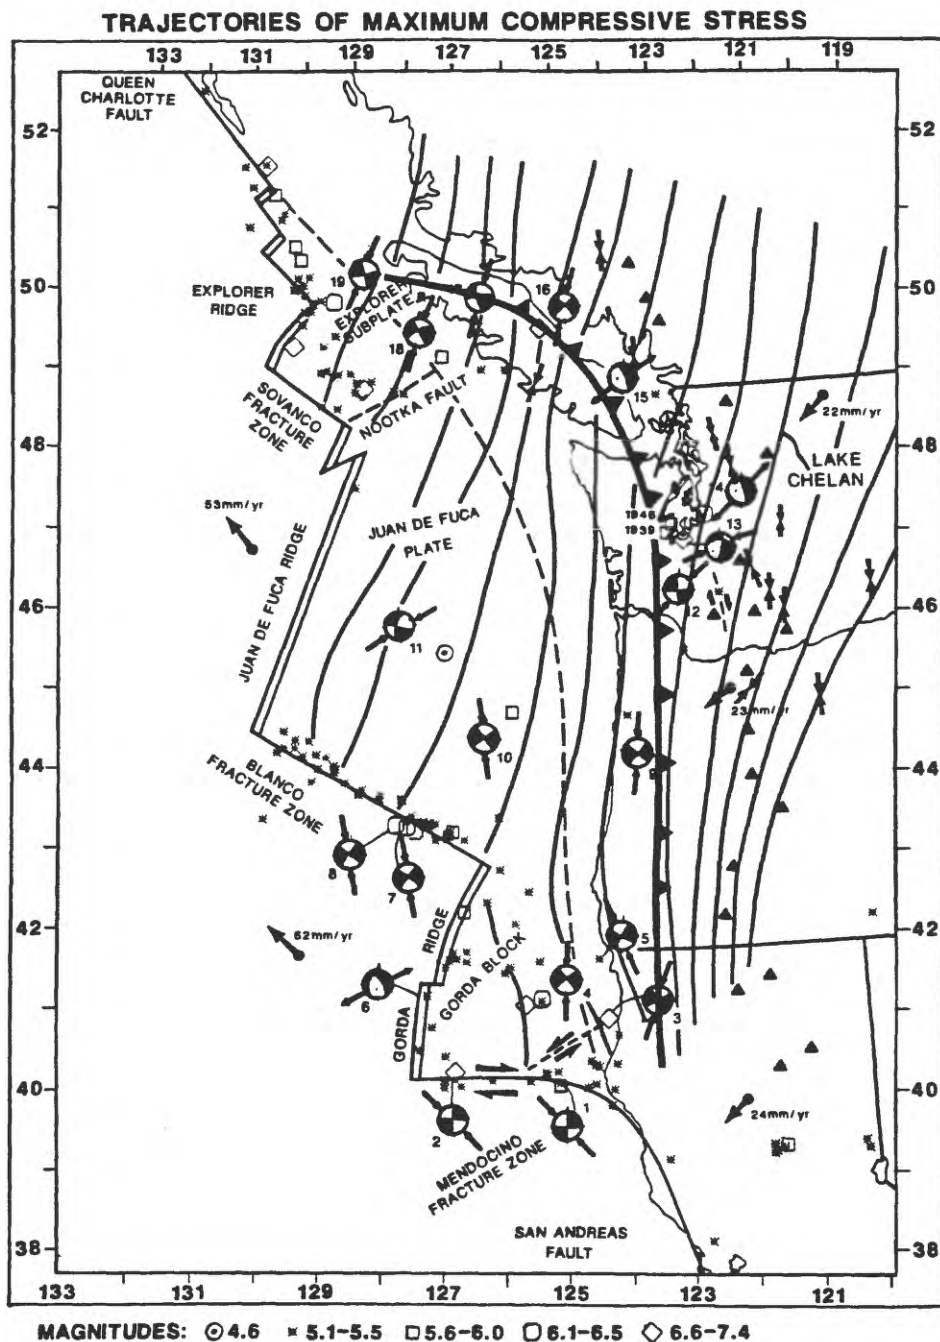 TRAJECTORIES OF MAXIMUM COMPRESSIVE STRESS
133 131 129 127 125 123 122 121 119
QUEEN
CHARLOTTE
FAULT
52 52
50 50
19
16
EXPLORER
RIDGE
EXPLORER
SUBPLATE
18
15
NOOTKA FAULT
SOVANCO
FRACTURE
ZONE
22mm/yr
48 48
LAKE
CHELAN
53mm/yr
JUAN DE FUCA
PLATE
1946
1939
13
JUAN DE FUCA RIDGE
46 46
12
11
23mm/yr
10
9
44 44
BLANCO
FRACTURE ZONE
8
7
42 42
62mm/yr
RIDGE
GORDA BLOCK
5
4
6
3
GORDA
40 40
1
2
24mm/yr
MENDOCINO
FRACTURE ZONE
SAN ANDREAS
FAULT
38 38
133 131 129 127 125 123 121
MAGNITUDES: 4.6 5.1-5.5 5.6-6.0 6.1-6.5 6.6-7.4